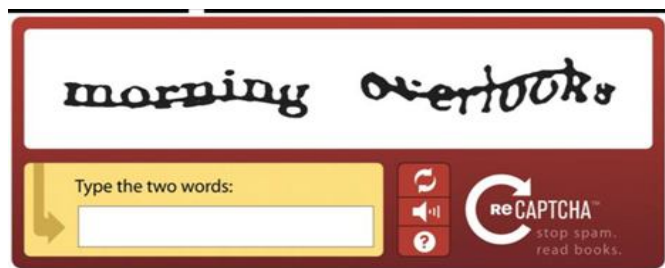 morning overlooks
Type the two words:
ReCAPTCHA™
stop spam.
read books.
?